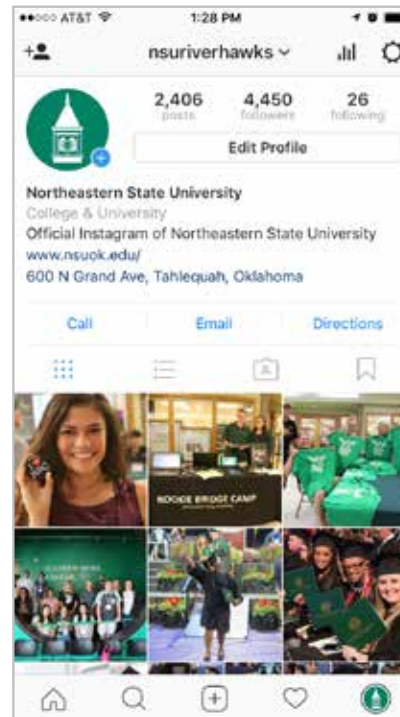 AT&T 1:28 PM
nsuriverhawks
2,406 4,450 26
posts followers following
Edit Profile
Northeastern State University
College & University
Official Instagram of Northeastern State University
www.nsuok.edu/
600 N Grand Ave, Tahlequah, Oklahoma
Call Email Directions
BRIDGE CAMP